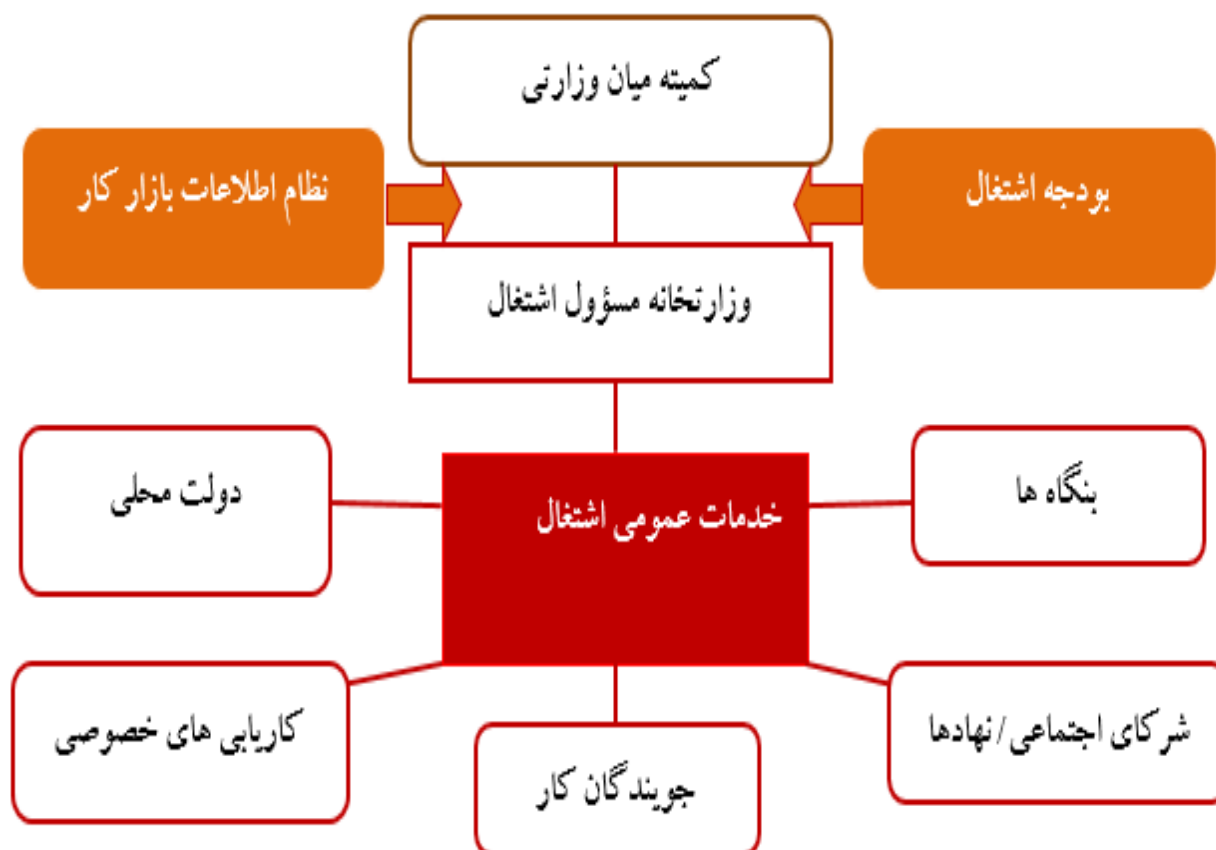 کمیته میان وزارتی
بودجه اشتغال
نظام اطلاعات بازار کار
وزارتخانه مسؤول اشتغال
بنگاه ها
خدمات عمومی اشتغال
دولت محلی
شرکای اجتماعی/نهادها
جویندگان کار
کاریابی های خصوصی